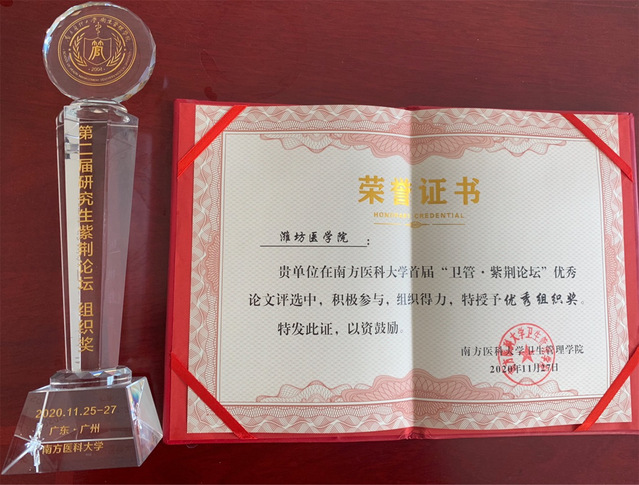 第二届研究生紫荆论坛 组织奖
2020.11.25-27
广东·广州
南方医科大学
2004
荣誉证书
HONORARY CREDENTIAL
潍坊医学院：
贵单位在南方医科大学首届“卫管·紫荆论坛”优秀
论文评选中，积极参与，组织得力，特授予优秀组织奖。
特发此证，以资鼓励。
南方医科大学卫生管理学院
2020年11月27日